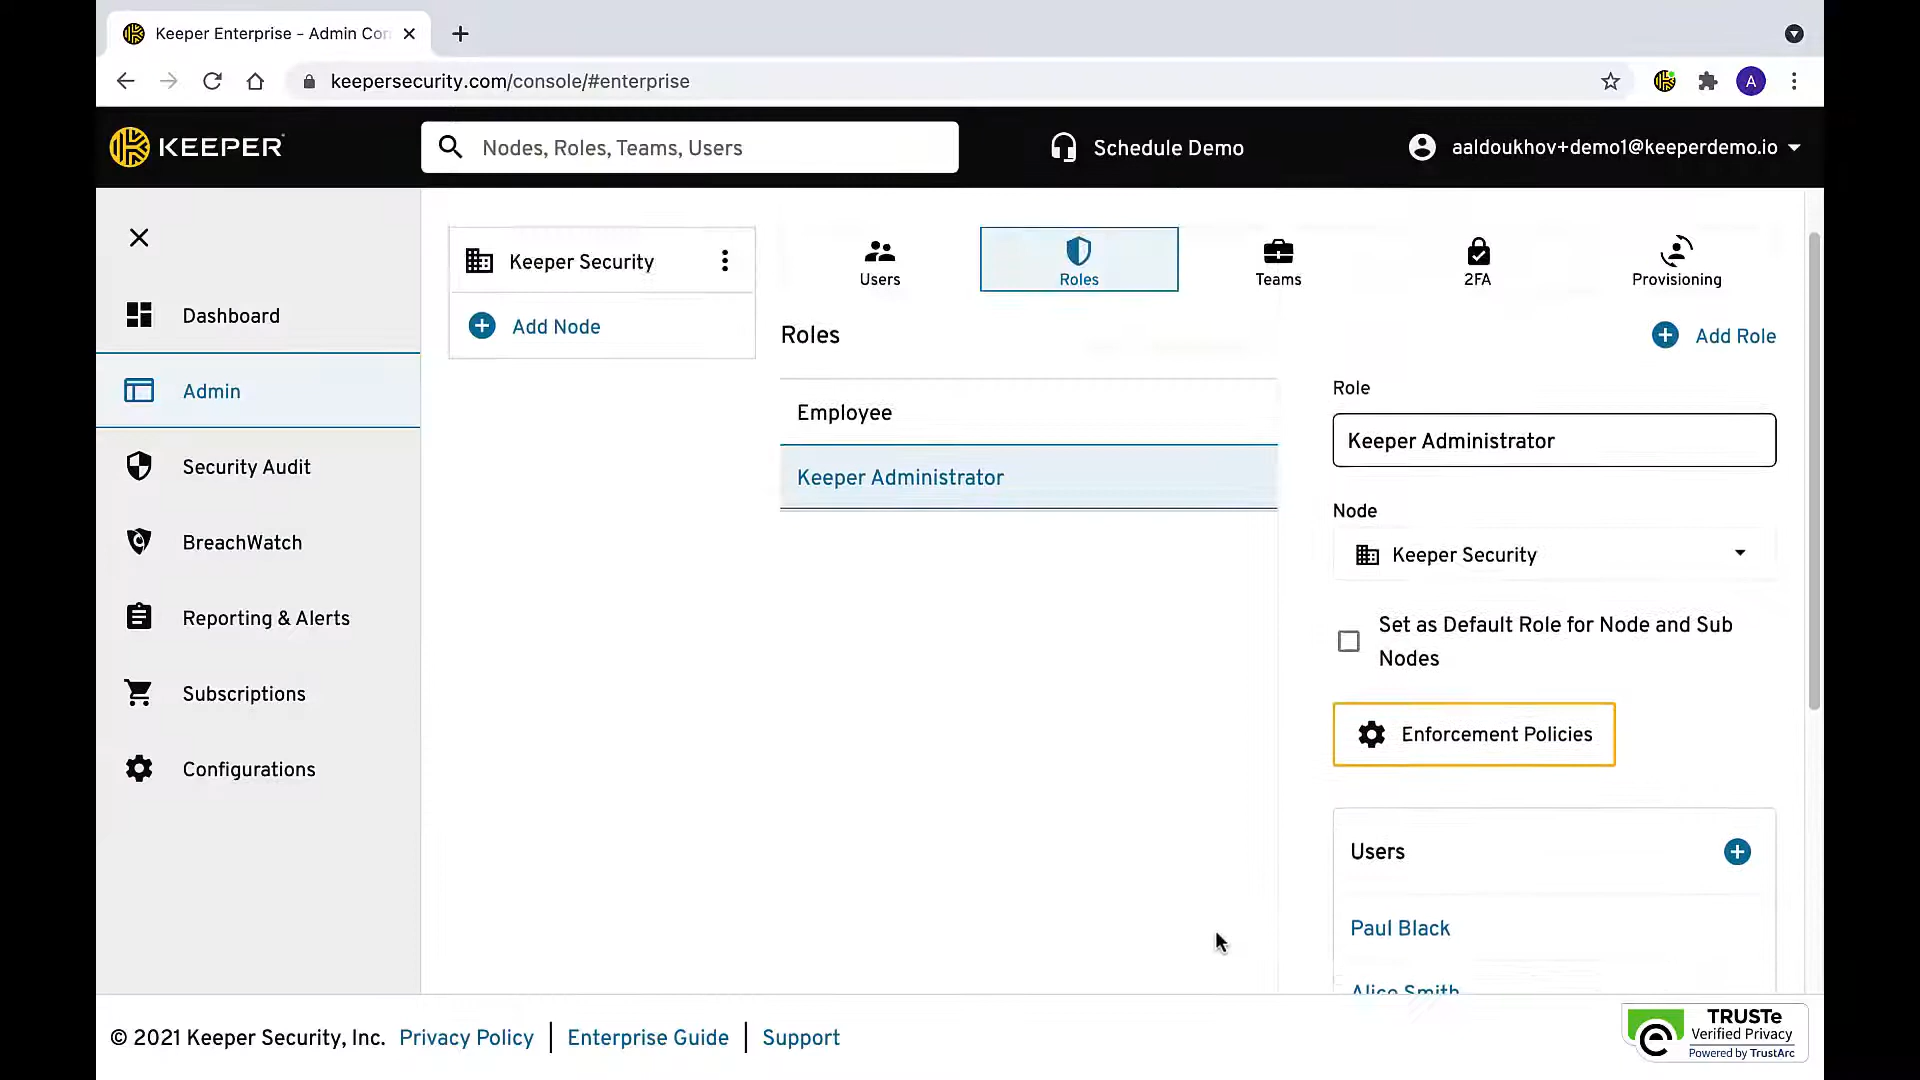 Keeper Enterprise - Admin Con
keepersecurity.com/console/#enterprise
A
KEEPER
Nodes, Roles, Teams, Users
Schedule Demo
aaldoukhov+demo1@keeperdemo.io
Dashboard
Admin
Security Audit
BreachWatch
Reporting & Alerts
Subscriptions
Configurations
Keeper Security
Add Node
Users
Roles
Teams
2FA
Provisioning
Roles
Add Role
Employee
Keeper Administrator
Role
Keeper Administrator
Node
Keeper Security
Set as Default Role for Node and Sub
Nodes
Enforcement Policies
Users
Paul Black
Alice Smith
© 2021 Keeper Security, Inc. Privacy Policy | Enterprise Guide | Support
TRUSTe
Verified Privacy
Powered by TrustArc